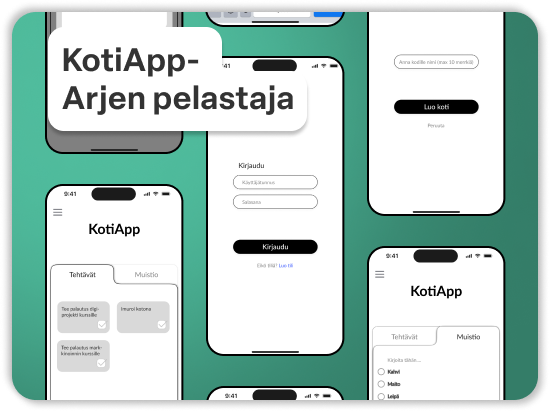 KotiApp-
Arjen pelastaja
:41
Anna kodille nimi (max 10 merkkiä)
Luo koti
Peruuta
Kirjaudu
Käyttäjätunnus
Salasana
Kirjaudu
Eikö tiliä? Luo tili
9:41
KotiApp
Tehtävät
Muistio
Tee palautus digi-
projekti kurssille
Imuroi kotona
Tee palautus mark-
kinoinnin kurssille
9:41
KotiApp
Tehtävät
Muistio
Kirjoita tähän...
Kahvi
Maito
Leipä
9:41